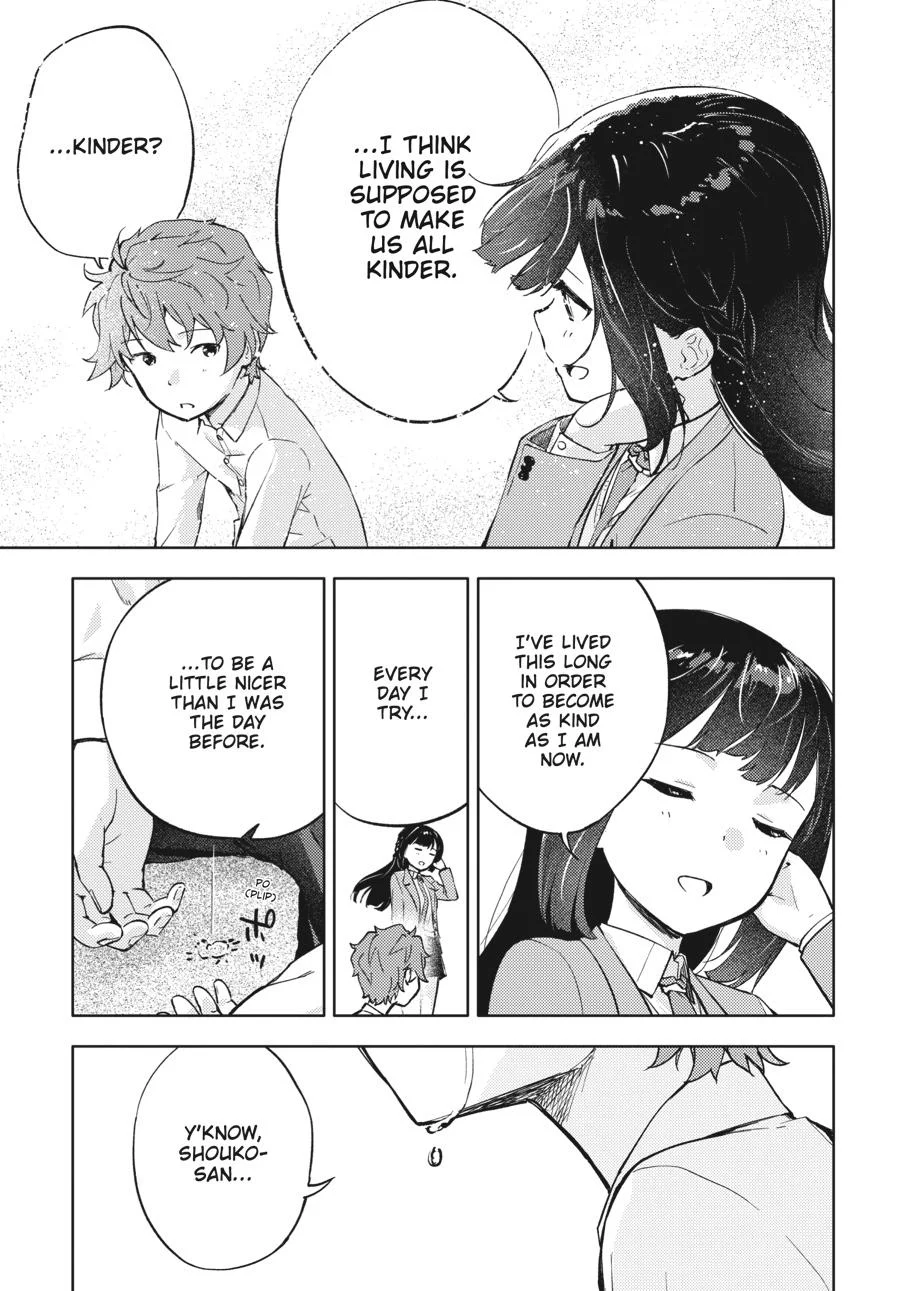 ...I THINK
LIVING IS
SUPPOSED
TO MAKE
US ALL
KINDER.
...KINDER?
I'VE LIVED
THIS LONG
IN ORDER
TO BECOME
AS KIND
AS I AM
NOW.
EVERY
DAY I
TRY...
...TO BE A
LITTLE NICER
THAN I WAS
THE DAY
BEFORE.
PO
(PLIP)
ポッ
Y'KNOW,
SHOUKO-
SAN...